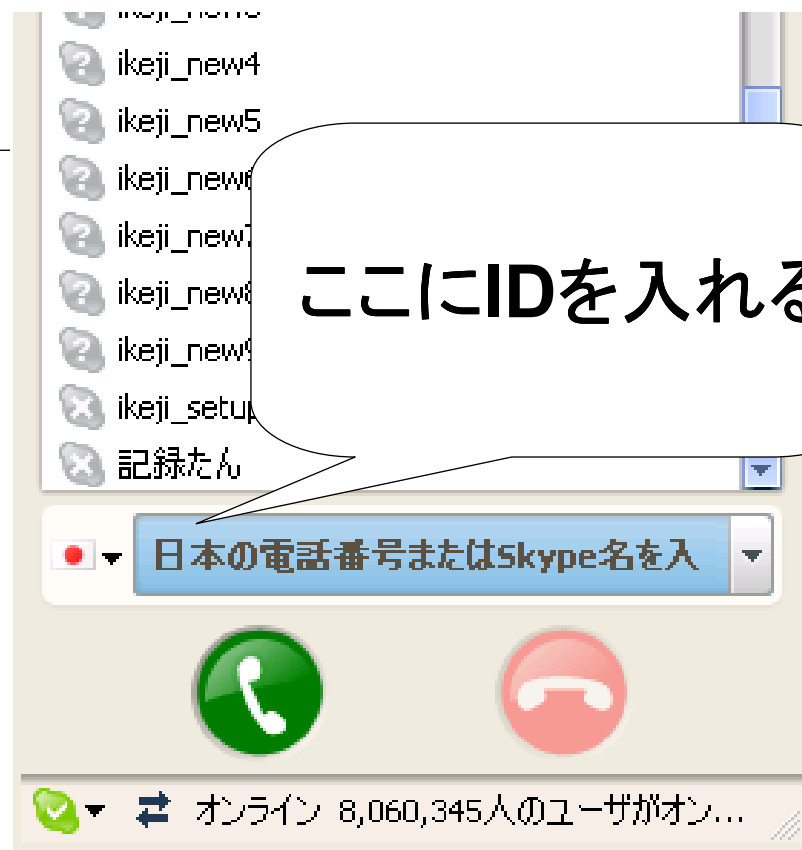 ikeji_new4
ikeji_new5
ikeji_new
ikeji_new
ikeji_new
ikeji_new
ikeji_setup
記録たん
ここにIDを入れる
日本の電話番号またはSkype名を入
オンライン 8,060,345人のユーザがオン...